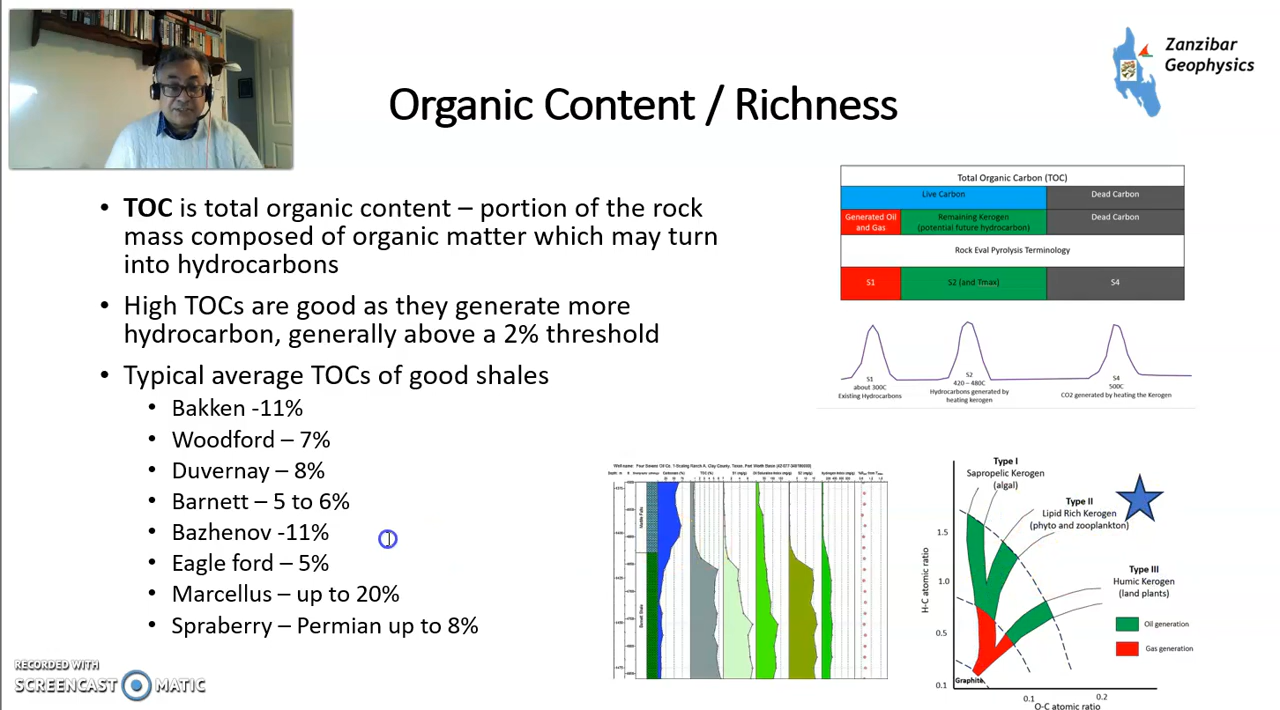 Zanzibar
Geophysics
Organic Content / Richness
• TOC is total organic content – portion of the rock
mass composed of organic matter which may turn
into hydrocarbons
• High TOCs are good as they generate more
hydrocarbon, generally above a 2% threshold
• Typical average TOCs of good shales
• Bakken -11%
• Woodford – 7%
• Duvernay – 8%
• Barnett – 5 to 6%
• Bazhenov -11%
• Eagle ford – 5%
• Marcellus – up to 20%
• Spraberry – Permian up to 8%
Total Organic Carbon (TOC)
Live Carbon
Dead Carbon
Generated Oil
and Gas
Remaining Kerogen
(potential future hydrocarbon)
Dead Carbon
Rock Eval Pyrolysis Terminology
S1
S2 (and Tmax)
S4
S1
about 300C
Existing Hydrocarbons
S2
420 – 480C
Hydrocarbons generated by
heating kerogen
S4
500C
CO2 generated by heating the Kerogen
Type I
Sapropelic Kerogen
(algal)
Type II
Lipid Rich Kerogen
(phyto and zooplankton)
Type III
Humic Kerogen
(land plants)
Oil generation
Gas generation
H-C atomic ratio
1.5
1.0
0.5
0.1
Graphite
0.1
0.2
O-C atomic ratio
RECORDED WITH
SCREENCAST MATIC